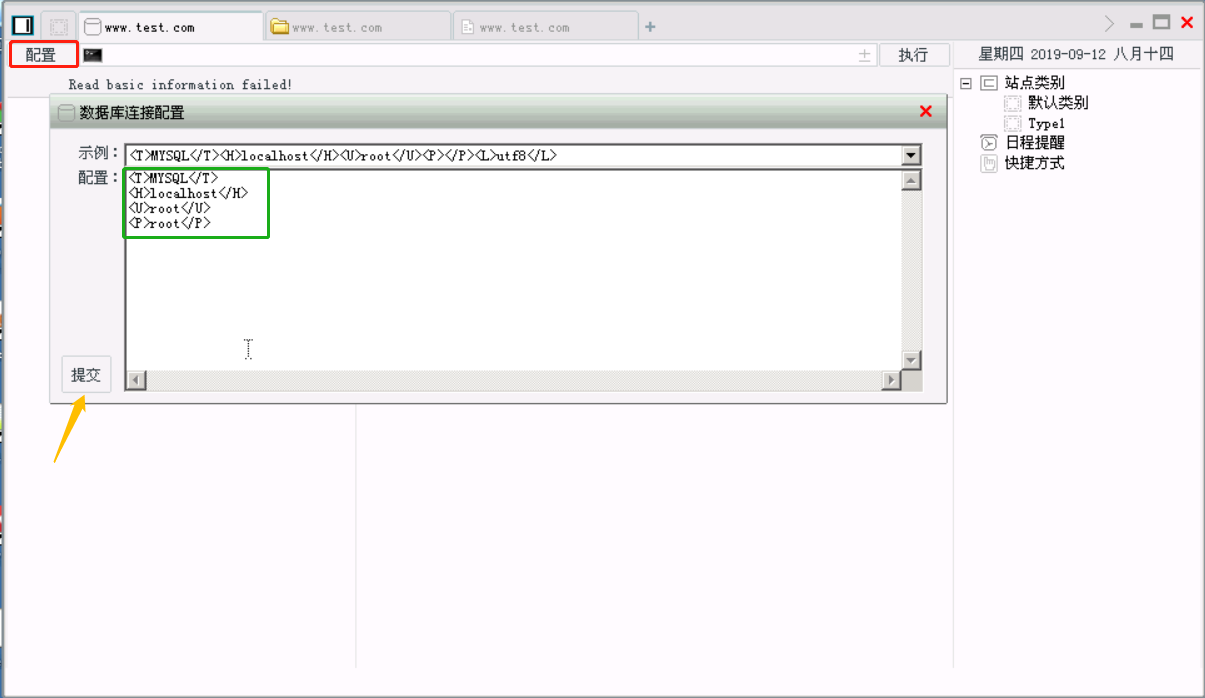 www.test.com www.test.com www.test.com
配置 执行 星期四 2019-09-12 八月十四
Read basic information failed!
站点类别
默认类别
Type1
日程提醒
快捷方式
数据库连接配置
示例： <T>MYSQL</T><H>localhost</H><U>root</U><P></P><L>utf8</L>
配置： <T>MYSQL</T>
<H>localhost</H>
<U>root</U>
<P>root</P>
提交